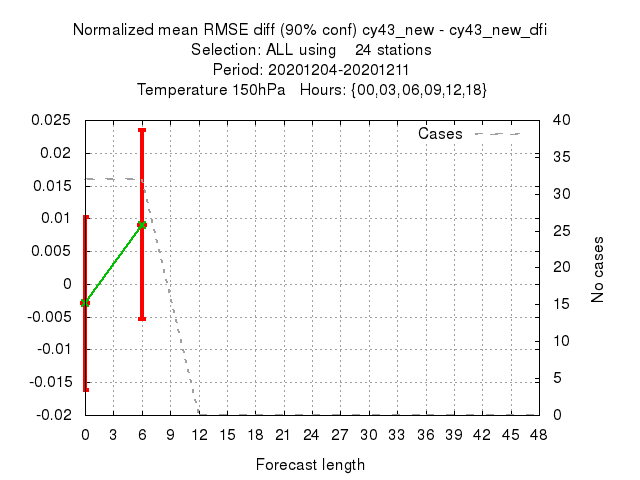 Normalized mean RMSE diff (90% conf) cy43_new - cy43_new_dfi
Selection: ALL using 24 stations
Period: 20201204-20201211
Temperature 150hPa Hours: {00,03,06,09,12,18}
Cases
0.025
0.02
0.015
0.01
0.005
0
-0.005
-0.01
-0.015
-0.02
40
35
30
25
20
15
10
5
0
No cases
0 3 6 9 12 15 18 21 24 27 30 33 36 39 42 45 48
Forecast length